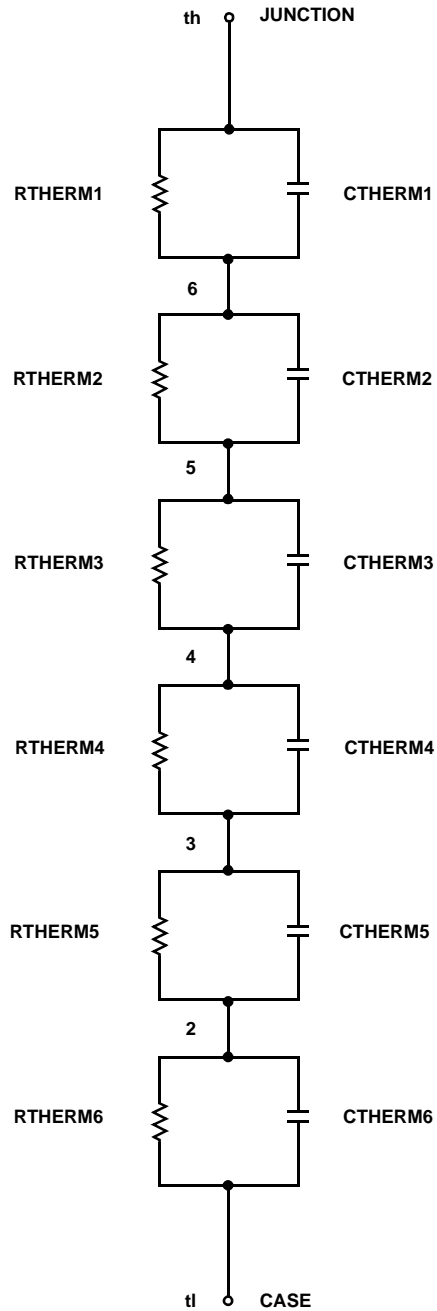 th JUNCTION
RTHERM1 CTHERM1
6
RTHERM2 CTHERM2
5
RTHERM3 CTHERM3
4
RTHERM4 CTHERM4
3
RTHERM5 CTHERM5
2
RTHERM6 CTHERM6
tl CASE